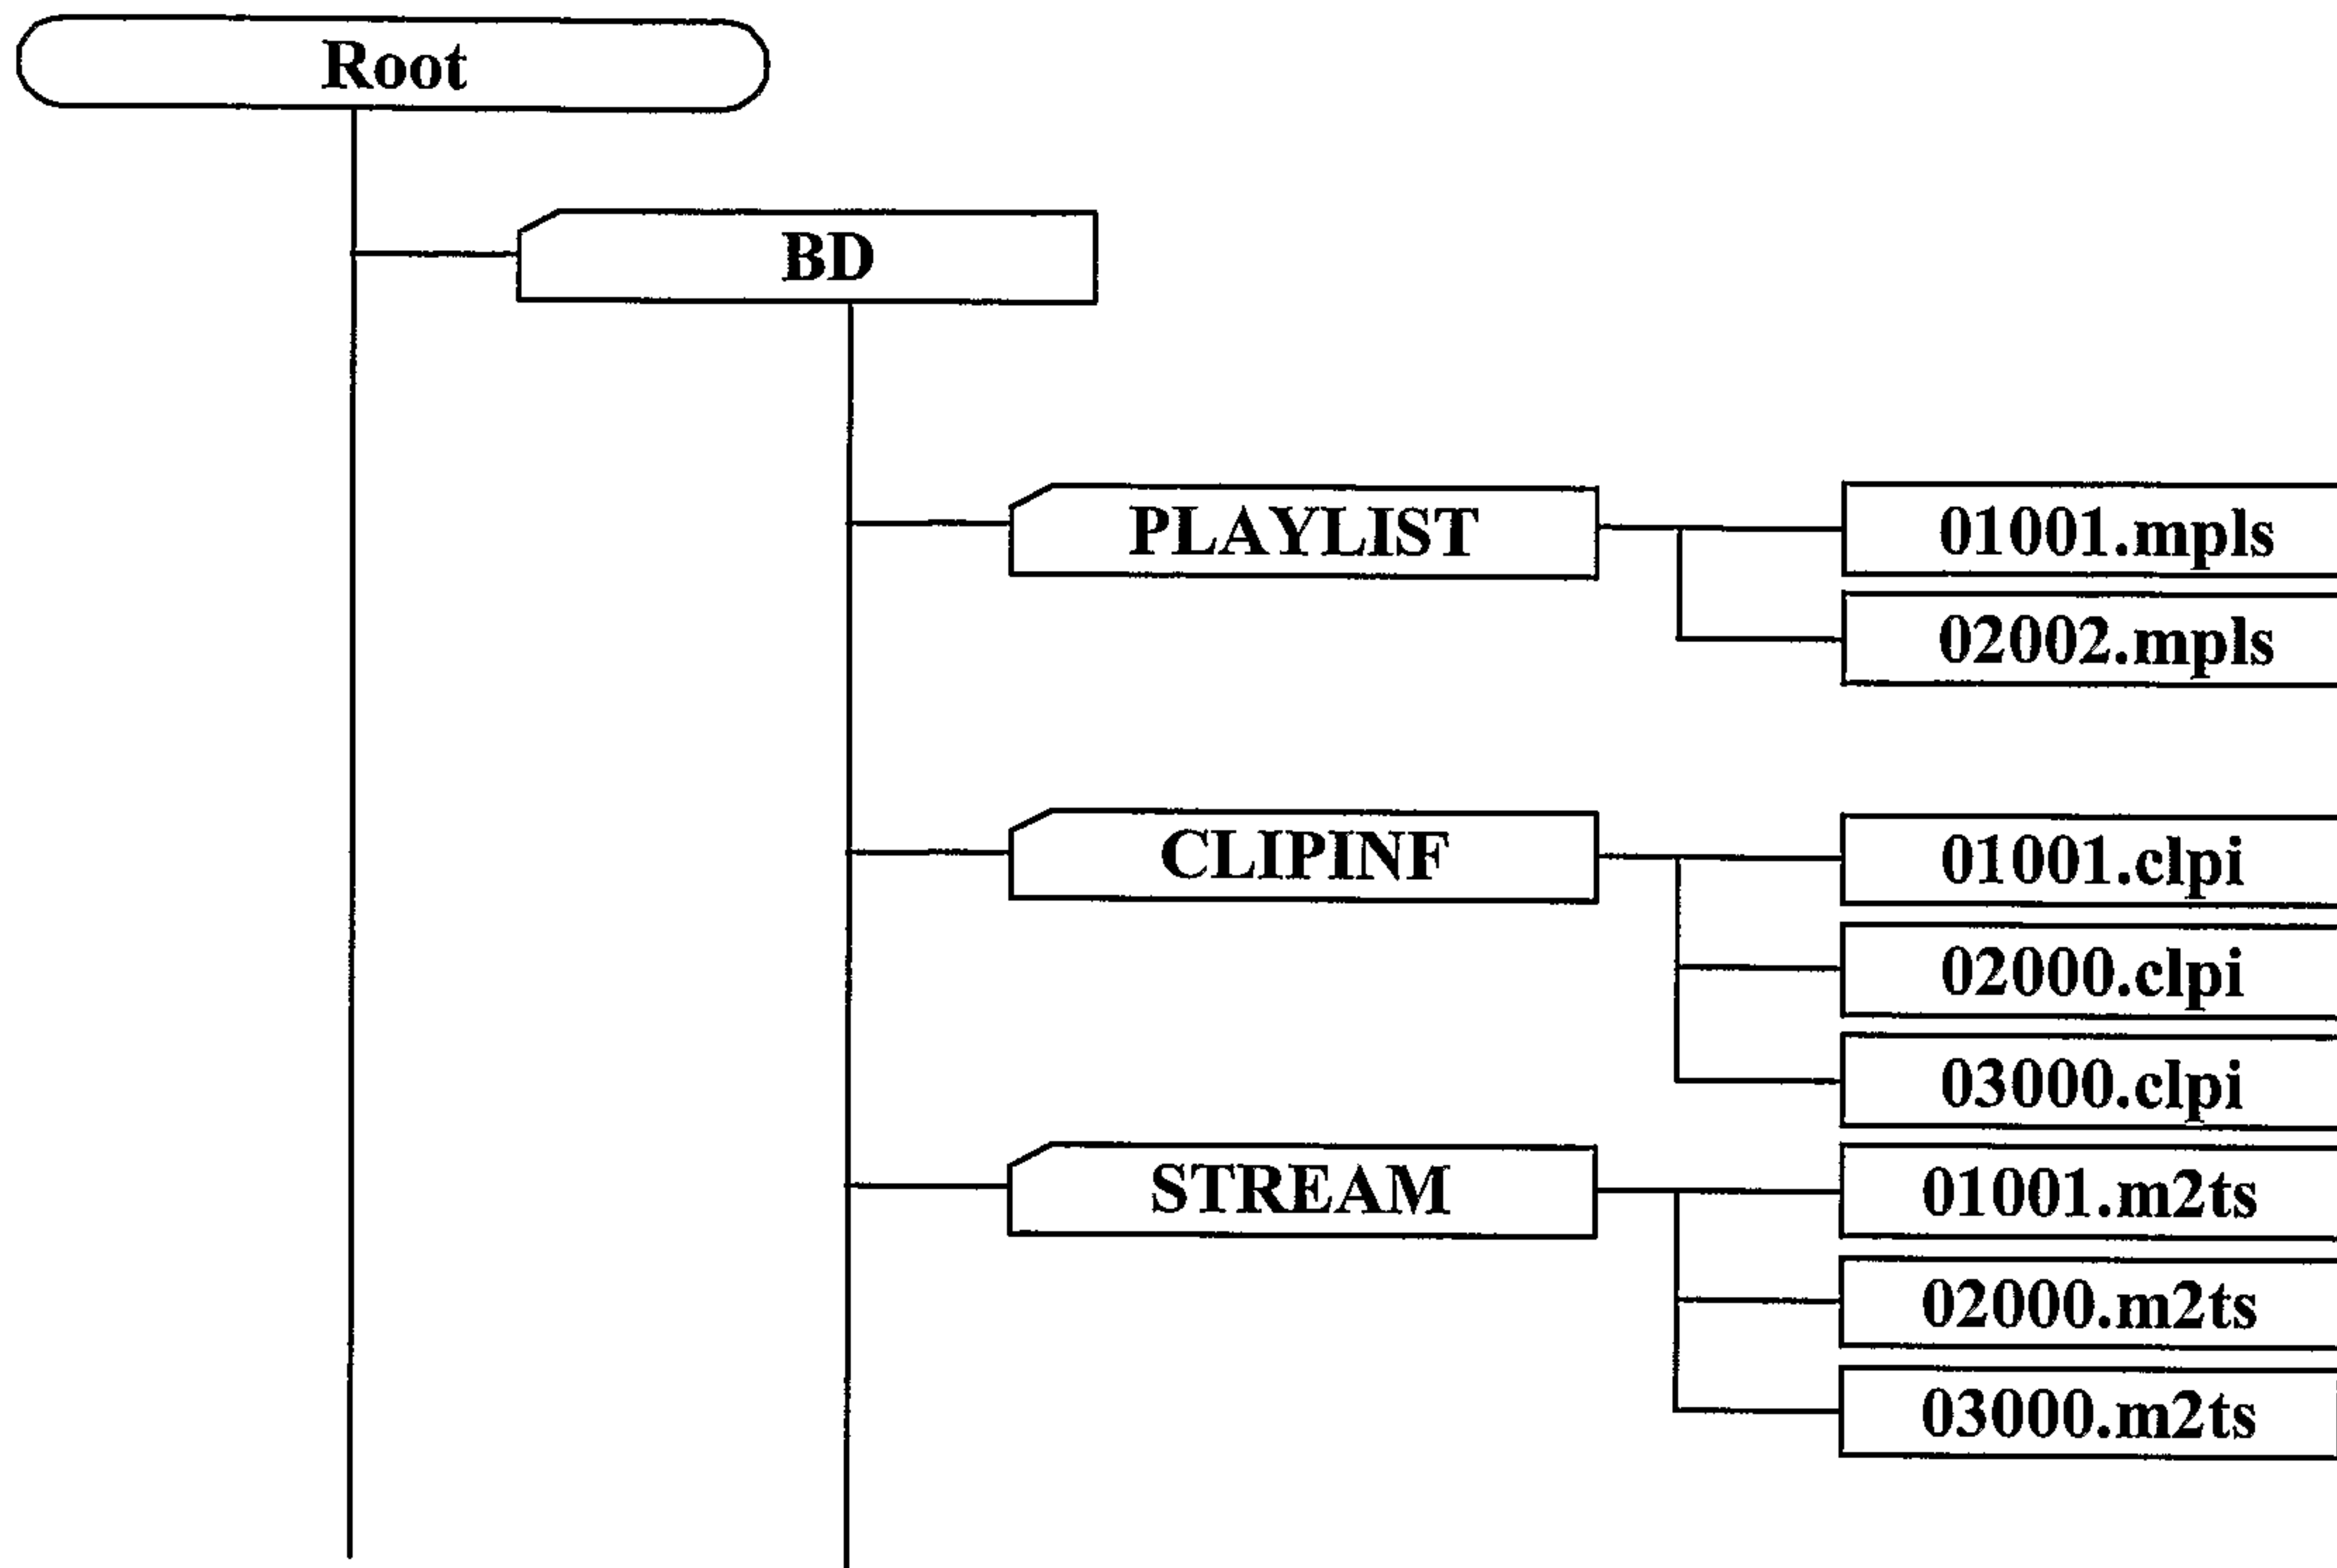 Root
BD
PLAYLIST
01001.mpls
02002.mpls
CLIPINF
01001.clpi
02000.clpi
03000.clpi
STREAM
01001.m2ts
02000.m2ts
03000.m2ts